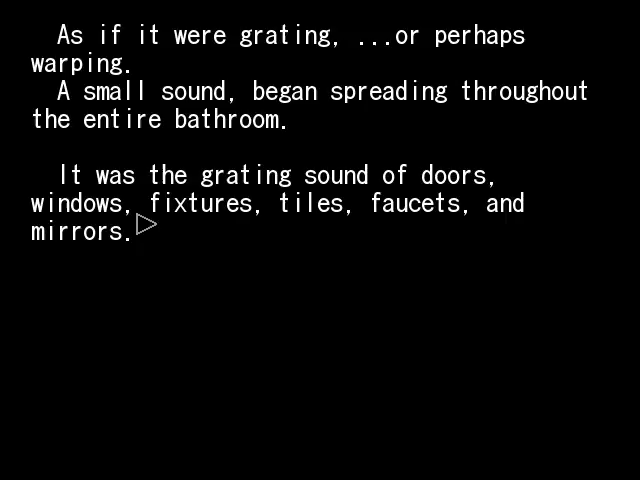 As if it were grating, ...or perhaps
warping.
A small sound, began spreading throughout
the entire bathroom.
It was the grating sound of doors,
windows, fixtures, tiles, faucets, and
mirrors.